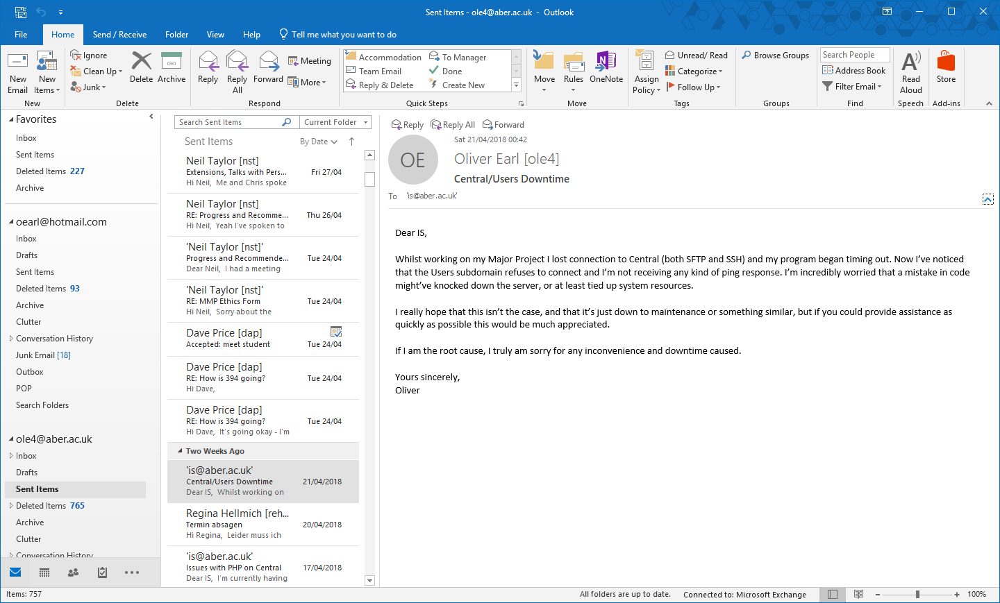 Sent Items - ole4@aber.ac.uk - Outlook
File Home Send / Receive Folder View Help Tell me what you want to do
New Email
New Items
New
Ignore
Clean Up
Junk
Delete
Archive
Delete
Reply
Reply All
Forward
Meeting
More
Respond
Accommodation
Team Email
Reply & Delete
To Manager
Done
Create New
Quick Steps
Move
Rules
OneNote
Move
Assign Policy
Unread/ Read
Categorize
Follow Up
Tags
Browse Groups
Groups
Search People
Address Book
Filter Email
Find
Read Aloud
Speech
Store
Add-ins
Favorites
Inbox
Sent Items
Deleted Items 227
Archive
oearl@hotmail.com
Inbox
Drafts
Sent Items
Deleted Items 93
Archive
Clutter
Conversation History
Junk Email [18]
Outbox
POP
Search Folders
ole4@aber.ac.uk
Inbox
Drafts
Sent Items
Deleted Items 765
Archive
Clutter
Conversation History
Search Sent Items Current Folder
Sent Items By Date
Neil Taylor [nst]
Extensions, Talks with Pers... Fri 27/04
Hi Neil, Me and Chris spoke
Neil Taylor [nst]
RE: Progress and Recomme... Thu 26/04
Hi Neil, Yeah I've spoken to
'Neil Taylor [nst]'
Progress and Recommende... Tue 24/04
Dear Neil, I had a meeting
'Neil Taylor [nst]'
RE: MMP Ethics Form Tue 24/04
Hi Neil, Sorry about the
Dave Price [dap]
Accepted: meet student Tue 24/04
Dave Price [dap]
RE: How is 394 going? Tue 24/04
Hi Dave,
Dave Price [dap]
RE: How is 394 going? Tue 24/04
Hi Dave, It's going okay - I'm
Two Weeks Ago
'is@aber.ac.uk'
Central/Users Downtime 21/04/2018
Dear IS, Whilst working on
Regina Hellmich [reh...
Termin absagen 20/04/2018
Hi Regina, Leider muss ich
'is@aber.ac.uk'
Issues with PHP on Central 17/04/2018
Dear IS, I'm currently having
Reply Reply All Forward
OE
Sat 21/04/2018 00:42
Oliver Earl [ole4]
Central/Users Downtime
To 'is@aber.ac.uk'
Dear IS,
Whilst working on my Major Project I lost connection to Central (both SFTP and SSH) and my program began timing out. Now I've noticed
that the Users subdomain refuses to connect and I'm not receiving any kind of ping response. I'm incredibly worried that a mistake in code
might've knocked down the server, or at least tied up system resources.
I really hope that this isn't the case, and that it's just down to maintenance or something similar, but if you could provide assistance as
quickly as possible this would be much appreciated.
If I am the root cause, I truly am sorry for any inconvenience and downtime caused.
Yours sincerely,
Oliver
Items: 757 All folders are up to date. Connected to: Microsoft Exchange 100%